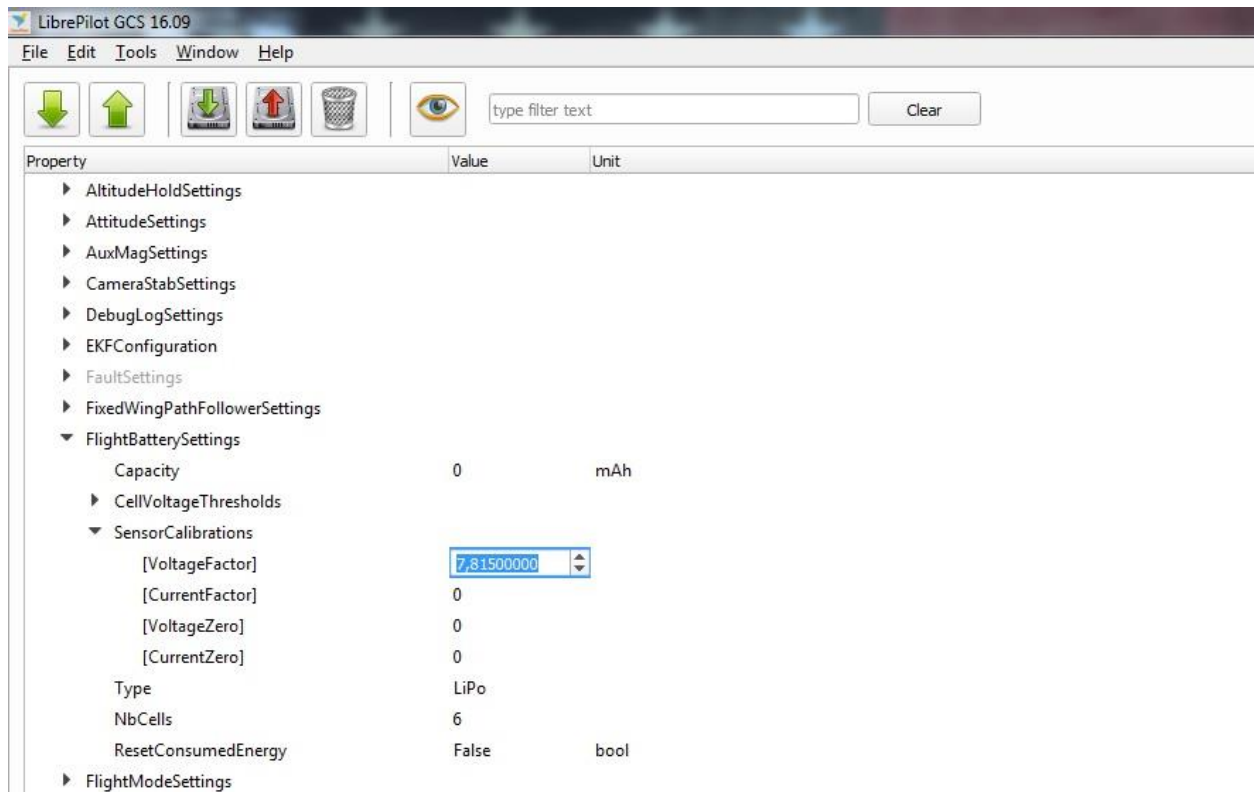 LibrePilot GCS 16.09
File Edit Tools Window Help
type filter text Clear
Property Value Unit
AltitudeHoldSettings
AttitudeSettings
AuxMagSettings
CameraStabSettings
DebugLogSettings
EKFConfiguration
FaultSettings
FixedWingPathFollowerSettings
FlightBatterySettings
Capacity 0 mAh
CellVoltageThresholds
SensorCalibrations
[VoltageFactor] 7,81500000
[CurrentFactor] 0
[VoltageZero] 0
[CurrentZero] 0
Type LiPo
NbCells 6
ResetConsumedEnergy False bool
FlightModeSettings